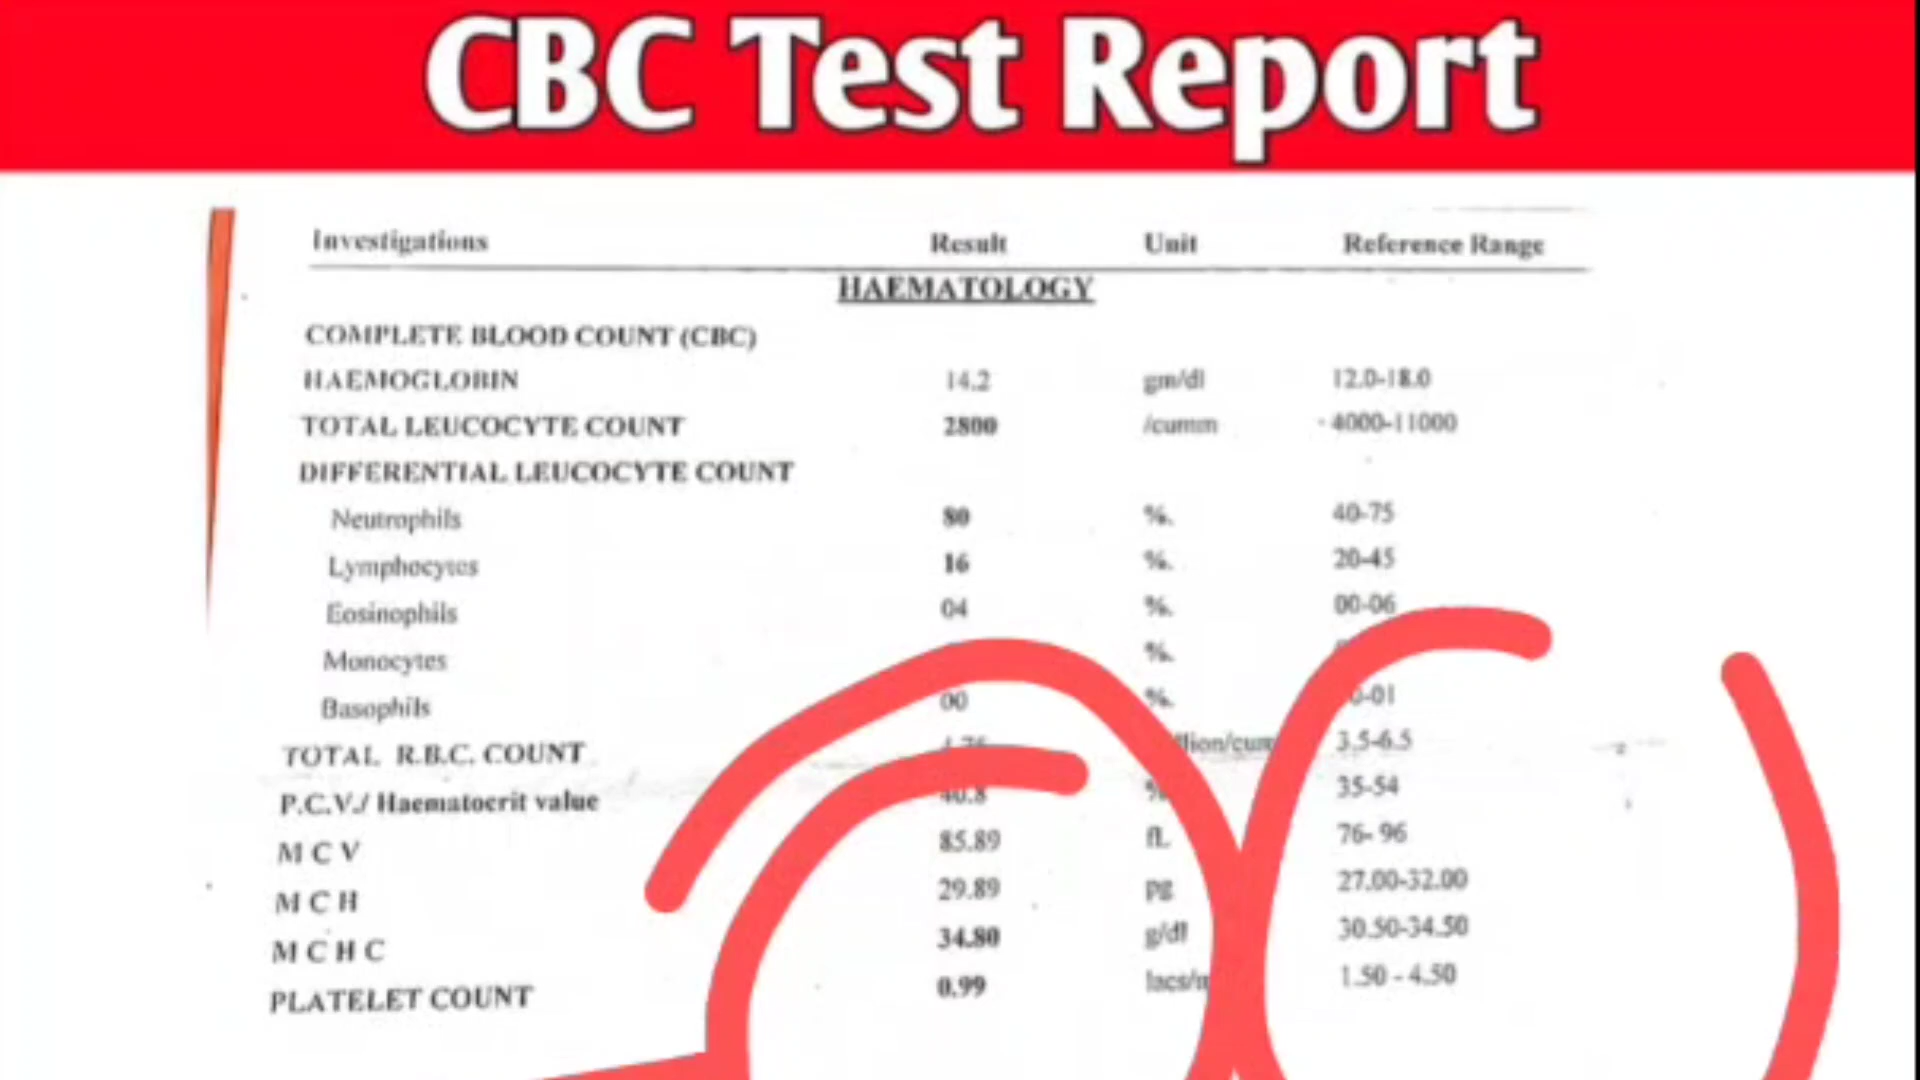 CBC Test Report
Investigations Result Unit Reference Range
HAEMATOLOGY
COMPLETE BLOOD COUNT (CBC)
HAEMOGLOBIN 14.2 gm/dl 12.0-18.0
TOTAL LEUCOCYTE COUNT 2800 /cumm 4000-11000
DIFFERENTIAL LEUCOCYTE COUNT
Neutrophils 80 %. 40-75
Lymphocytes 16 %. 20-45
Eosinophils 04 %. 00-06
Monocytes %.
Basophils 00 %.
TOTAL R.B.C. COUNT 3.5-6.5
P.C.V./ Haematocrit value 40.8 % 35-54
M C V 85.89 fL 76- 96
M C H 29.89 pg 27.00-32.00
M C H C 34.80 g/dl 30.50-34.50
PLATELET COUNT 0.99 1.50 - 4.50